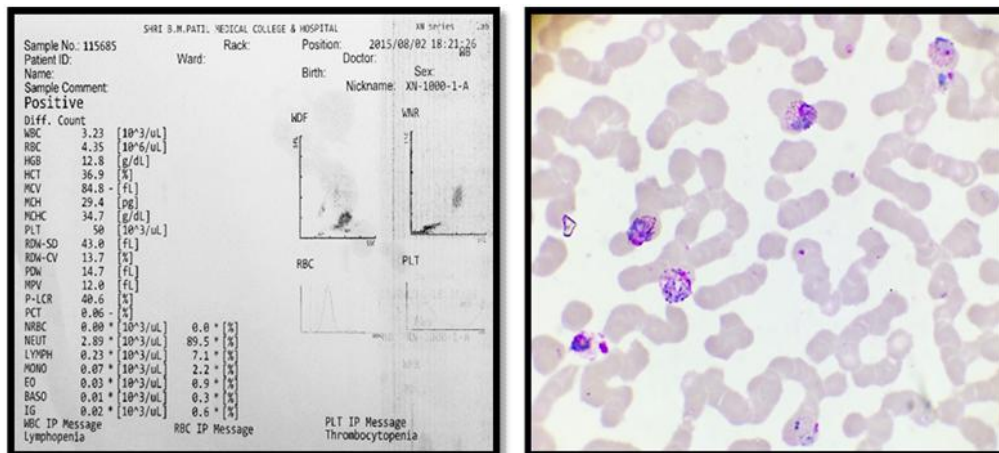 SHRI B.M.PATIL MEDICAL COLLEGE & HOSPITAL XN series Lab
Sample No.: 115685 Rack: Position: 2015/08/02 18:21:26
Patient ID: Ward: Doctor: WB
Name: Birth: Sex:
Sample Comment: Nickname: XN-1000-1-A
Positive
Diff. Count WDF WNR
WBC 3.23 [10^3/uL]
RBC 4.35 [10^6/uL]
HGB 12.8 [g/dL]
HCT 36.9 [%]
MCV 84.8 - [fL]
MCH 29.4 [pg]
MCHC 34.7 [g/dL]
PLT 50 [10^3/uL]
RDW-SD 43.0 [fL]
RDW-CV 13.7 [%]
PDW 14.7 [fL] RBC PLT
MPV 12.0 [fL]
P-LCR 40.6 [%]
PCT 0.06 - [%]
NRBC 0.00 * [10^3/uL] 0.0 * [%]
NEUT 2.89 * [10^3/uL] 89.5 * [%]
LYMPH 0.23 * [10^3/uL] 7.1 * [%]
MONO 0.07 * [10^3/uL] 2.2 * [%]
EO 0.03 * [10^3/uL] 0.9 * [%]
BASO 0.01 * [10^3/uL] 0.3 * [%]
IG 0.02 * [10^3/uL] 0.6 * [%]
WBC IP Message RBC IP Message PLT IP Message
Lymphopenia Thrombocytopenia